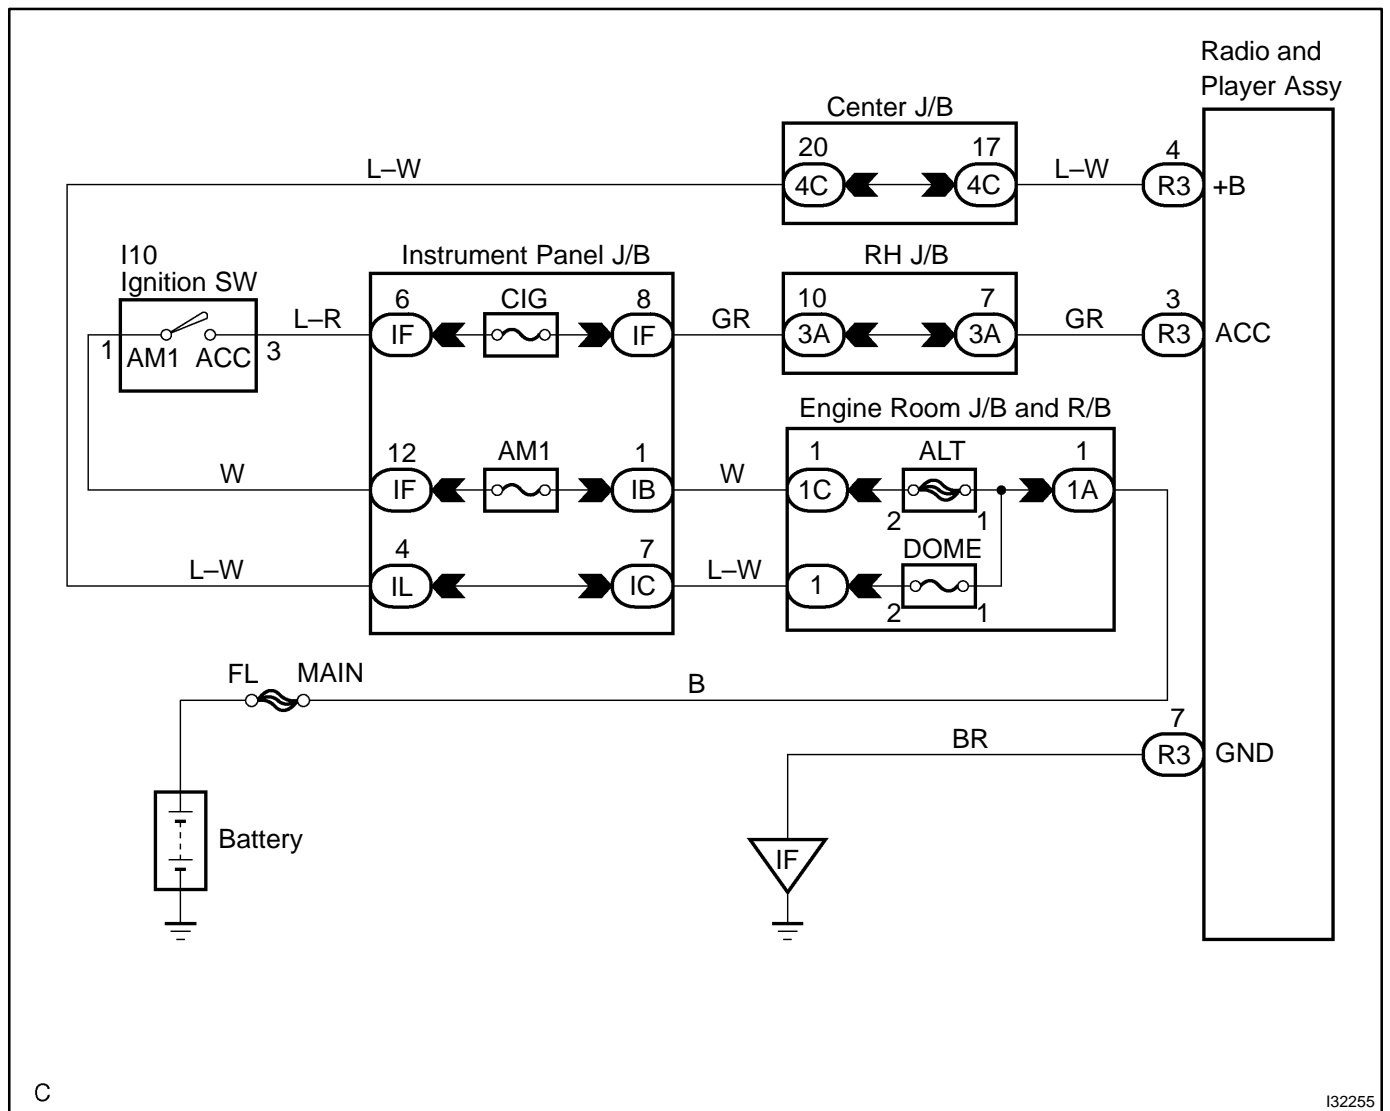 Radio and
Player Assy
Center J/B
20
17
4
L–W
4C
4C
L–W
R3
+B
I10
Ignition SW
Instrument Panel J/B
RH J/B
6
CIG
8
10
7
3
L–R
IF
IF
GR
3A
3A
GR
R3
ACC
1
AM1
ACC
3
Engine Room J/B and R/B
12
AM1
1
1
ALT
1
W
IF
IB
W
1C
1A
2
1
4
7
DOME
L–W
IL
IC
L–W
1
2
1
FL
MAIN
B
7
BR
R3
GND
Battery
IF
C
I32255